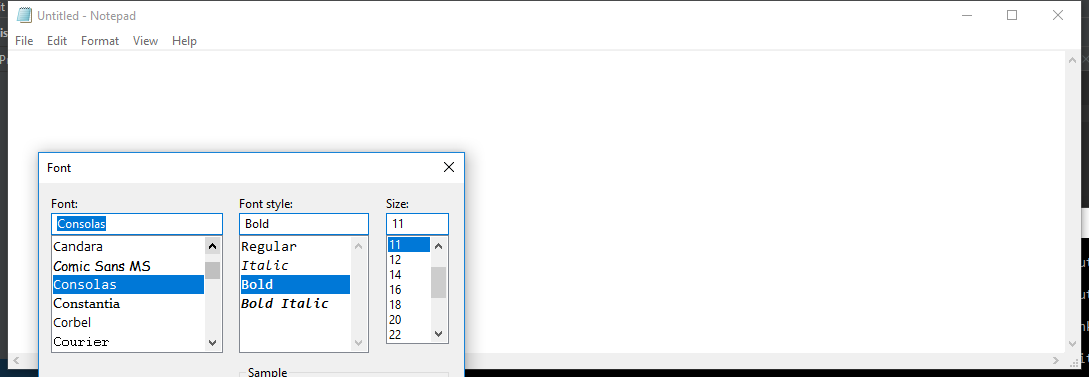 Untitled - Notepad
File Edit Format View Help
Font
Font: Font style: Size:
Consolas Bold 11
Candara Regular 11
Comic Sans MS Italic 12
Consolas Bold 14
Constantia Bold Italic 16
Corbel 18
Courier 20
22
Sample